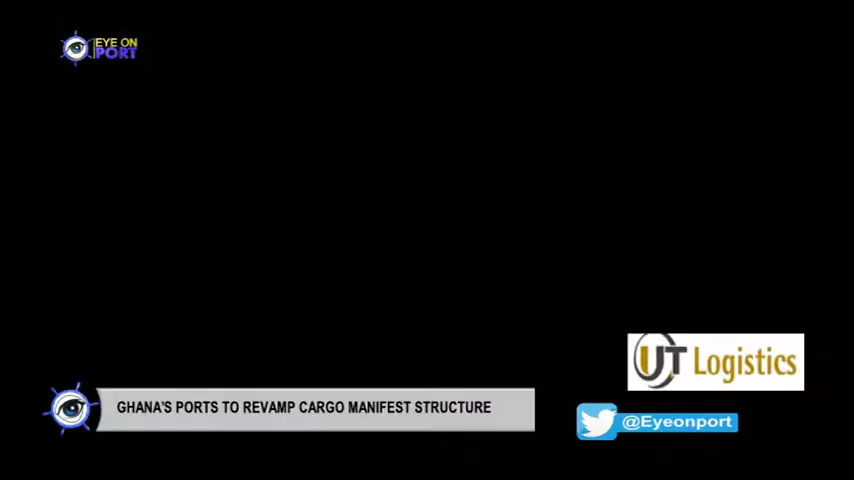 EYE ON
PORT
UT Logistics
GHANA'S PORTS TO REVAMP CARGO MANIFEST STRUCTURE
@Eyeonport